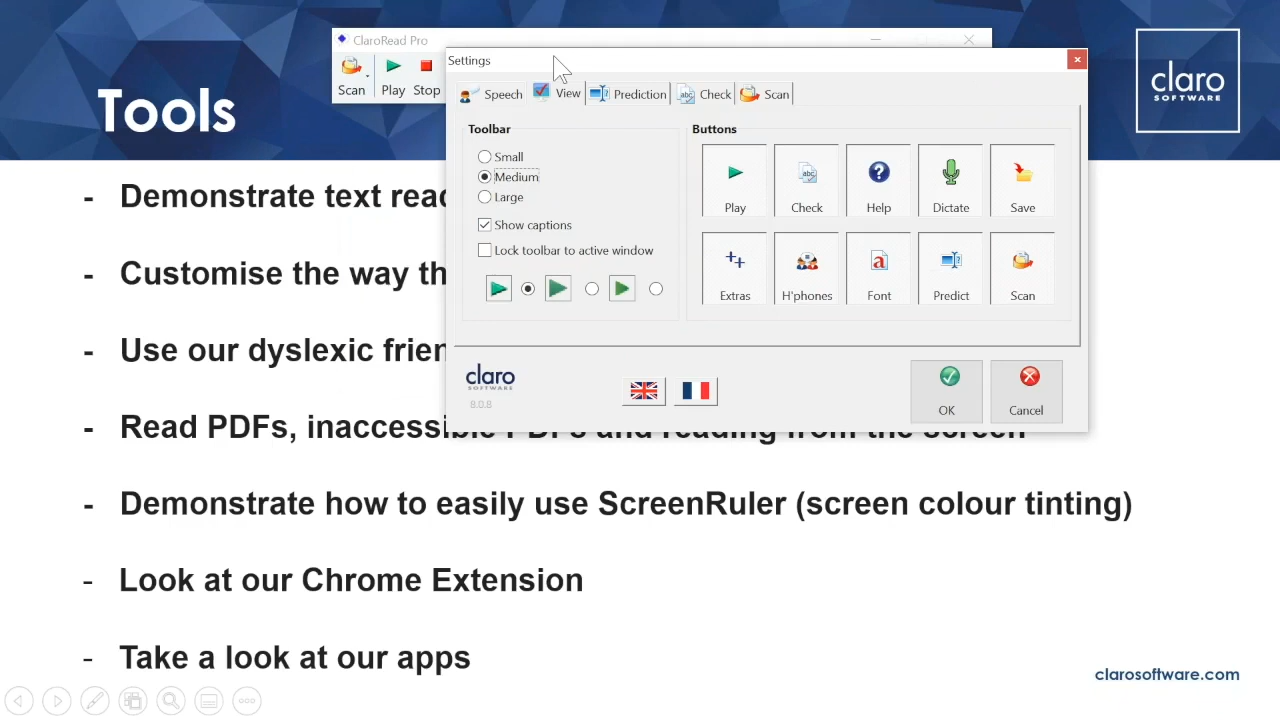 ClaroRead Pro
Settings
Scan Play Stop
Speech View Prediction Check Scan
Tools
claro
SOFTWARE
Toolbar
Small
Medium
Large
Show captions
Lock toolbar to active window
Buttons
Play Check Help Dictate Save
Extras H'phones Font Predict Scan
claro
SOFTWARE
8.0.8
OK Cancel
- Demonstrate text read
- Customise the way th
- Use our dyslexic frien
- Read PDFs, inaccessible PDFs and reading from the screen
- Demonstrate how to easily use ScreenRuler (screen colour tinting)
- Look at our Chrome Extension
- Take a look at our apps
clarosoftware.com